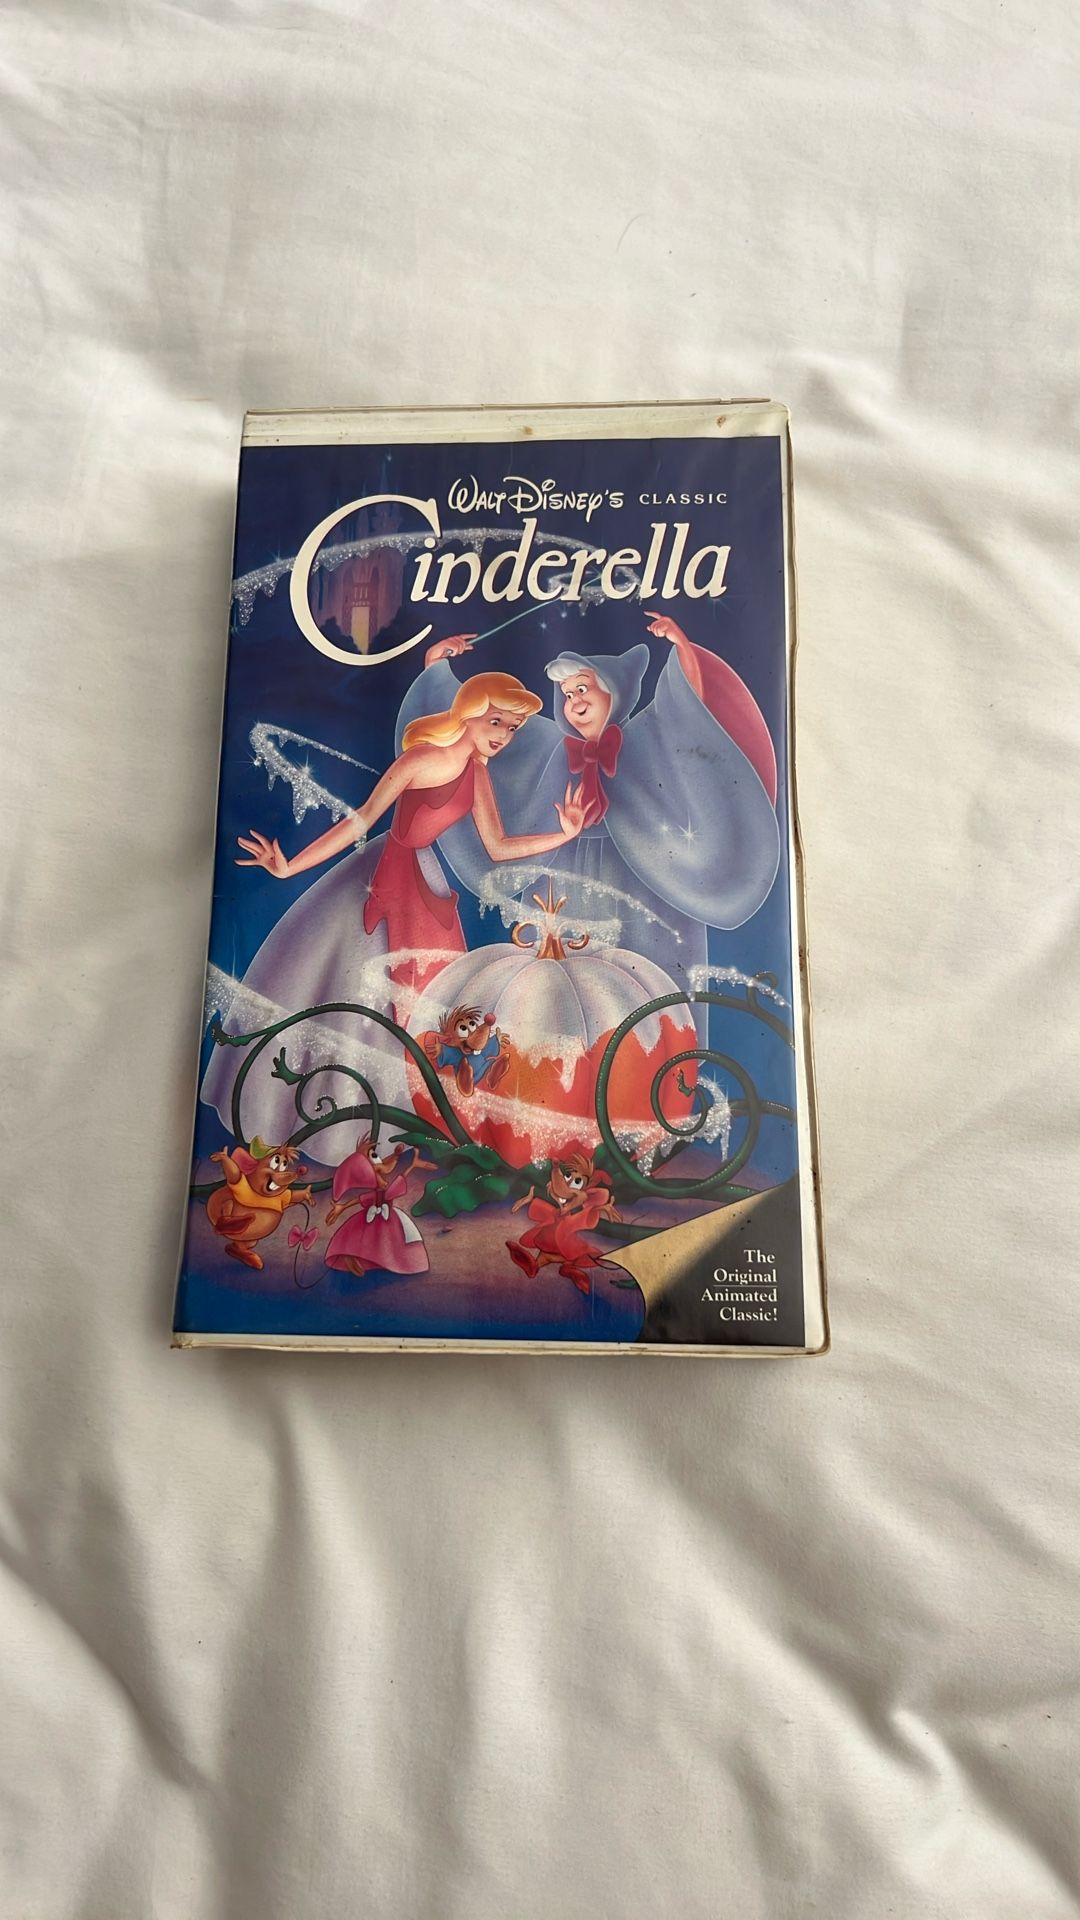 WALT DISNEY'S CLASSIC
Cinderella
The
Original
Animated
Classic!